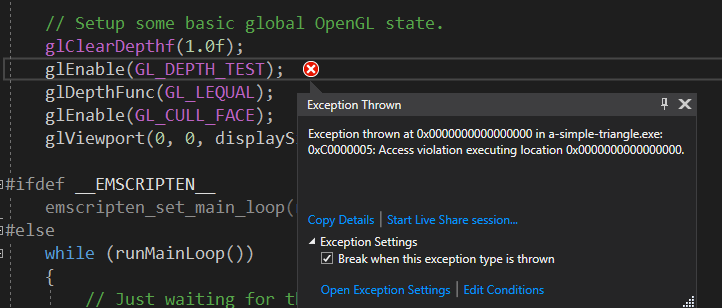 // Setup some basic global OpenGL state.
glClearDepthf(1.0f);
glEnable(GL_DEPTH_TEST);
glDepthFunc(GL_LEQUAL);
glEnable(GL_CULL_FACE);
glViewport(0, 0, displayS
Exception Thrown
Exception thrown at 0x0000000000000000 in a-simple-triangle.exe:
0xC0000005: Access violation executing location 0x0000000000000000.
Copy Details | Start Live Share session...
Exception Settings
Break when this exception type is thrown
Open Exception Settings | Edit Conditions
#ifdef __EMSCRIPTEN__
emscripten_set_main_loop(
#else
while (runMainLoop())
{
// Just waiting for th